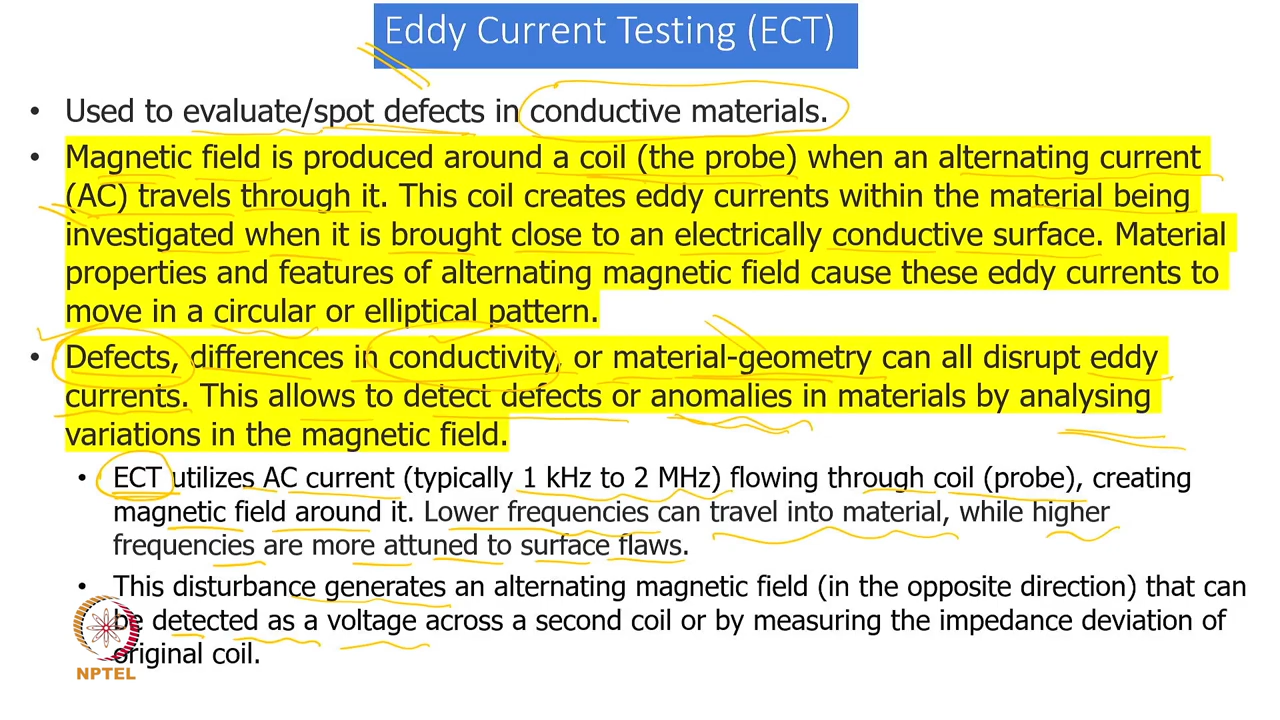 Eddy Current Testing (ECT)
• Used to evaluate/spot defects in conductive materials.
• Magnetic field is produced around a coil (the probe) when an alternating current
(AC) travels through it. This coil creates eddy currents within the material being
investigated when it is brought close to an electrically conductive surface. Material
properties and features of alternating magnetic field cause these eddy currents to
move in a circular or elliptical pattern.
• Defects, differences in conductivity, or material-geometry can all disrupt eddy
currents. This allows to detect defects or anomalies in materials by analysing
variations in the magnetic field.
• ECT utilizes AC current (typically 1 kHz to 2 MHz) flowing through coil (probe), creating
magnetic field around it. Lower frequencies can travel into material, while higher
frequencies are more attuned to surface flaws.
• This disturbance generates an alternating magnetic field (in the opposite direction) that can
be detected as a voltage across a second coil or by measuring the impedance deviation of
original coil.
NPTEL